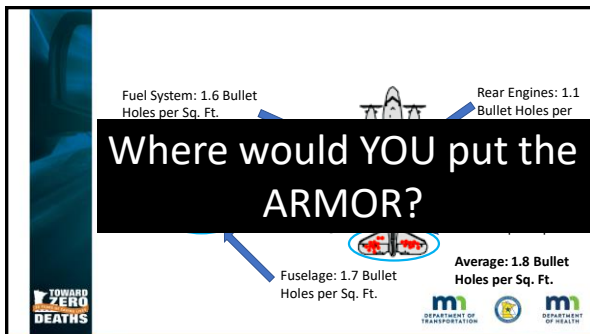 Fuel System: 1.6 Bullet
Holes per Sq. Ft.
Rear Engines: 1.1
Bullet Holes per
Where would YOU put the
ARMOR?
Fuselage: 1.7 Bullet
Holes per Sq. Ft.
Average: 1.8 Bullet
Holes per Sq. Ft.
TOWARD
ZERO
DEATHS
DEPARTMENT OF
TRANSPORTATION
DEPARTMENT
OF HEALTH